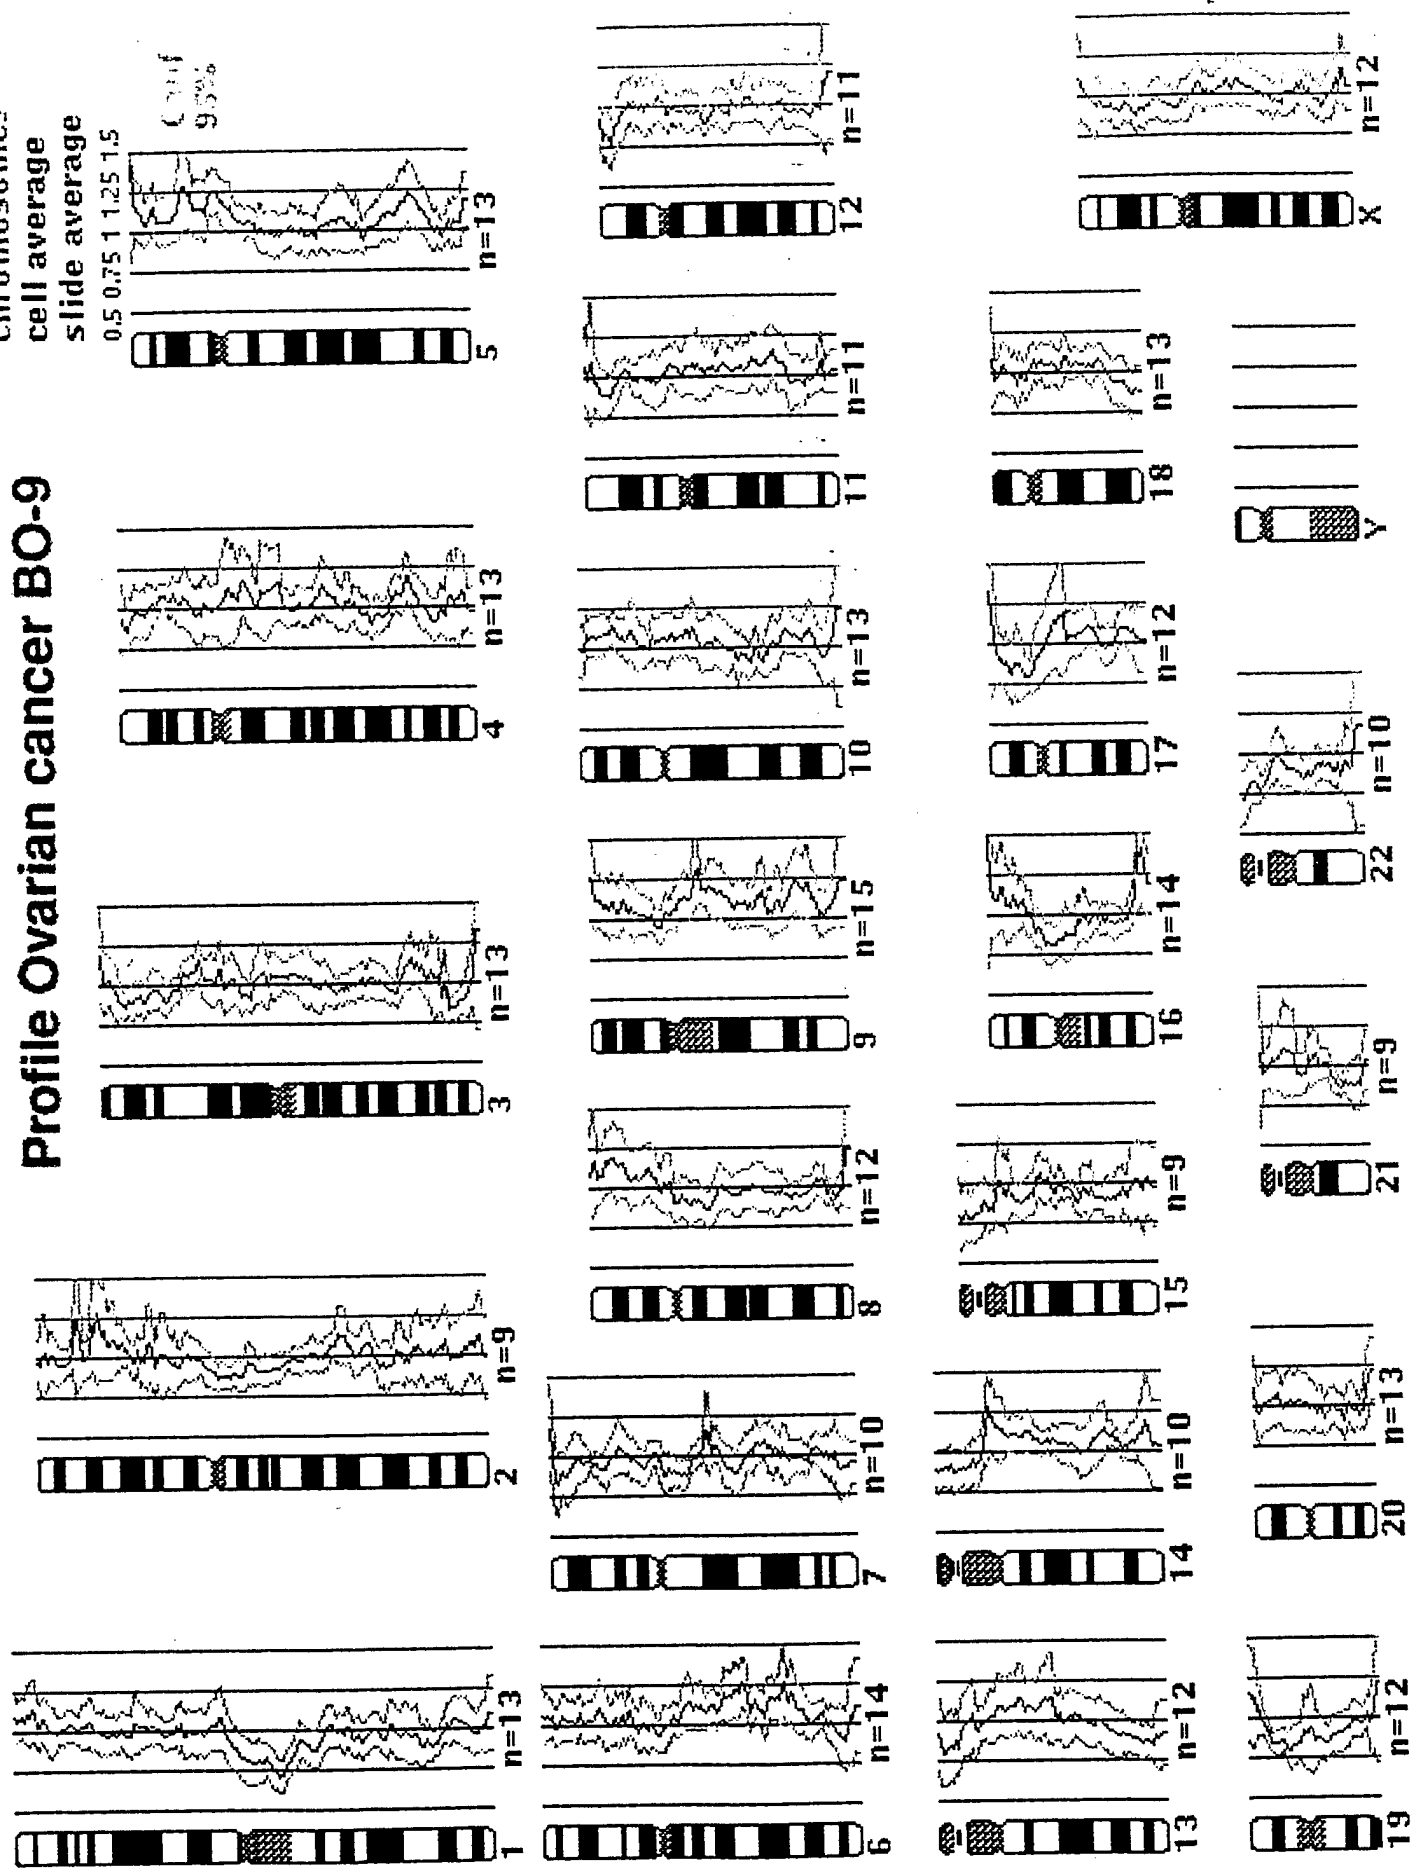 Profile Ovarian cancer BO-9
cell average
slide average
0.5 0.75 1 1.25 1.5
95%
1 n=13
2 n=9
3 n=13
4 n=13
5 n=13
6 n=14
7 n=10
8 n=12
9 n=15
10 n=13
11 n=11
12 n=11
13 n=12
14 n=10
15 n=9
16 n=14
17 n=12
18 n=13
19 n=12
20 n=13
21 n=9
22 n=10
Y
X n=12